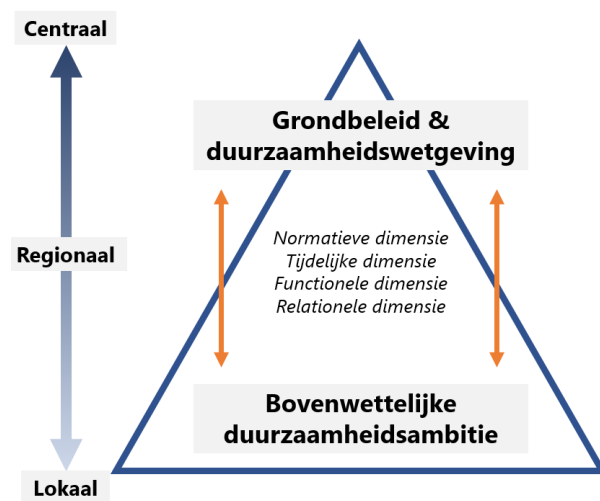 Centraal
Grondbeleid &
duurzaamheidswetgeving
Regionaal
Normatieve dimensie
Tijdelijke dimensie
Functionele dimensie
Relationele dimensie
Bovenwettelijke
duurzaamheidsambitie
Lokaal